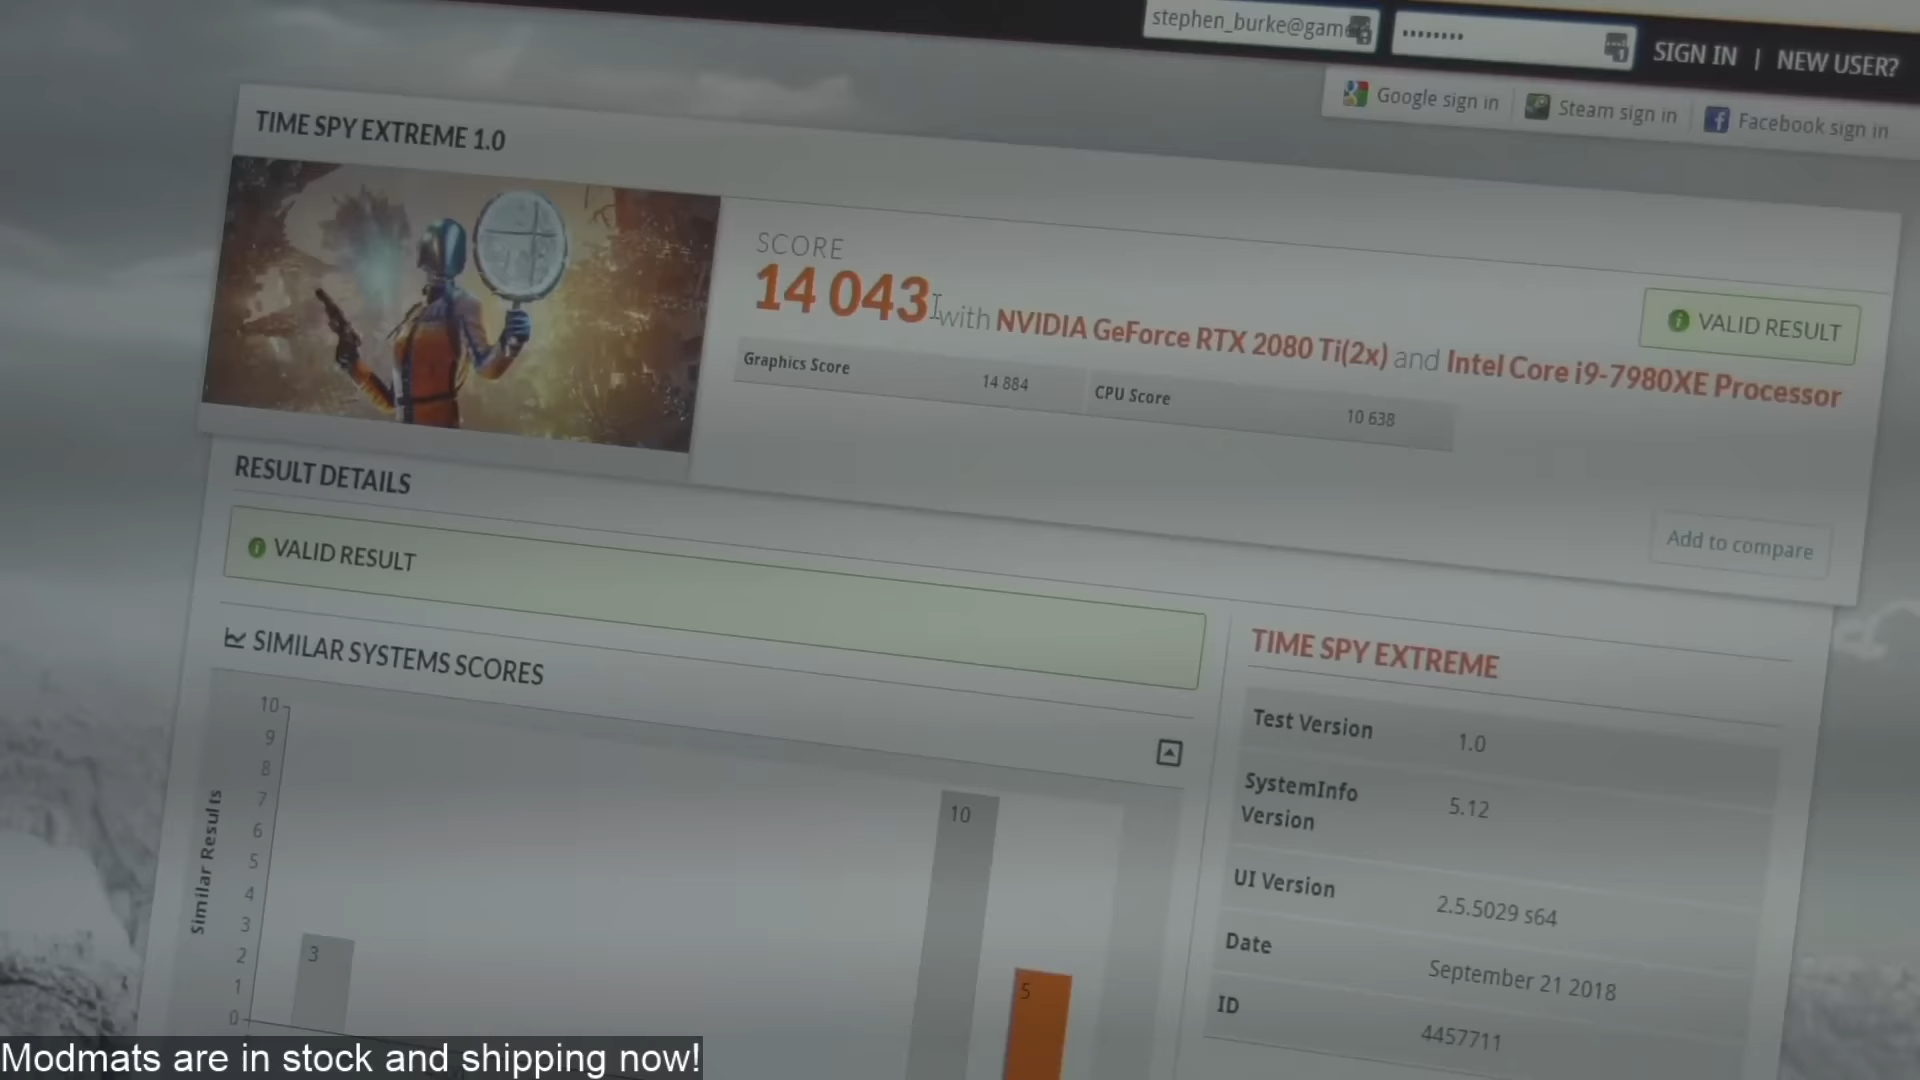 stephen_burke@gam
SIGN IN | NEW USER?
Google sign in
Steam sign in
Facebook sign in
TIME SPY EXTREME 1.0
SCORE
14 043 with NVIDIA GeForce RTX 2080 Ti(2x) and Intel Core i9-7980XE Processor
VALID RESULT
Graphics Score 14 884
CPU Score 10 638
Add to compare
RESULT DETAILS
VALID RESULT
SIMILAR SYSTEMS SCORES
Similar Results
10
9
8
7
6
5
4
3
2
1
0
3
10
5
TIME SPY EXTREME
Test Version 1.0
SystemInfo Version 5.12
UI Version 2.5.5029 s64
Date September 21 2018
ID 4457711
Modmats are in stock and shipping now!